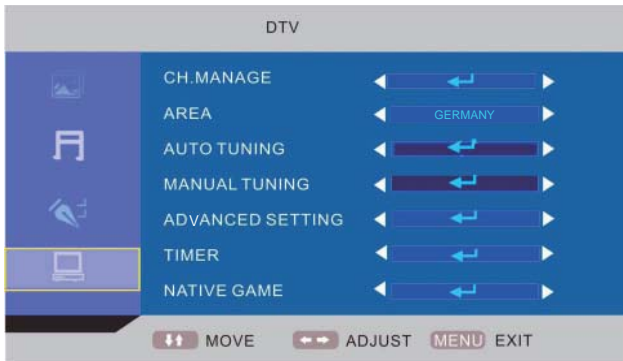 DTV
CH.MANAGE
AREA GERMANY
AUTO TUNING
MANUAL TUNING
ADVANCED SETTING
TIMER
NATIVE GAME
MOVE ADJUST MENU EXIT